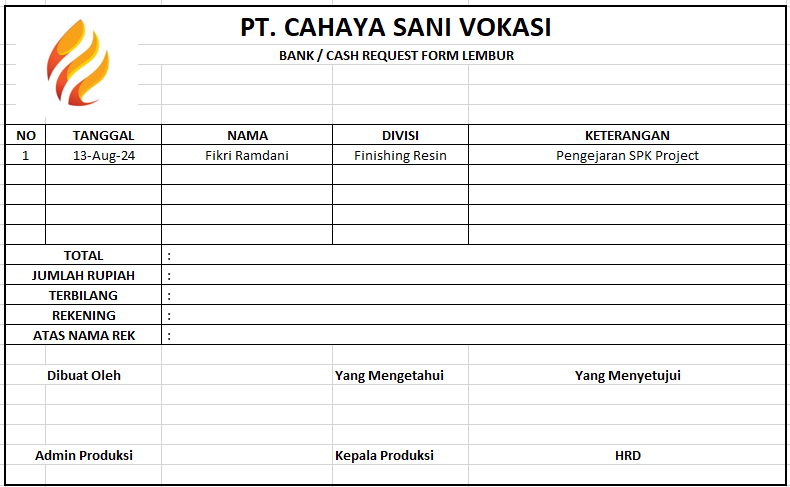 PT. CAHAYA SANI VOKASI
BANK / CASH REQUEST FORM LEMBUR
NO TANGGAL NAMA DIVISI KETERANGAN
1 13-Aug-24 Fikri Ramdani Finishing Resin Pengejaran SPK Project
TOTAL :
JUMLAH RUPIAH :
TERBILANG :
REKENING :
ATAS NAMA REK :
Dibuat Oleh Yang Mengetahui Yang Menyetujui
Admin Produksi Kepala Produksi HRD